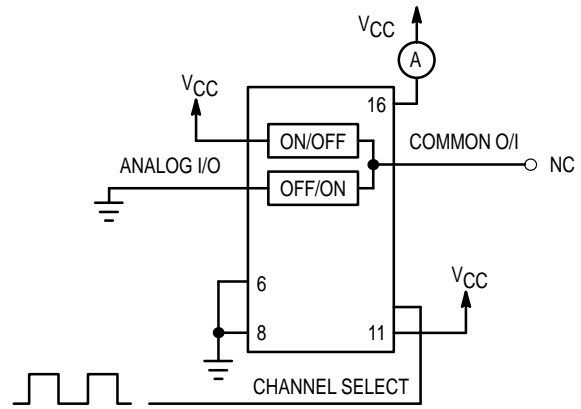 VCC
A
VCC
16
ON/OFF
COMMON O/I
NC
ANALOG I/O
OFF/ON
VCC
6
8
11
CHANNEL SELECT